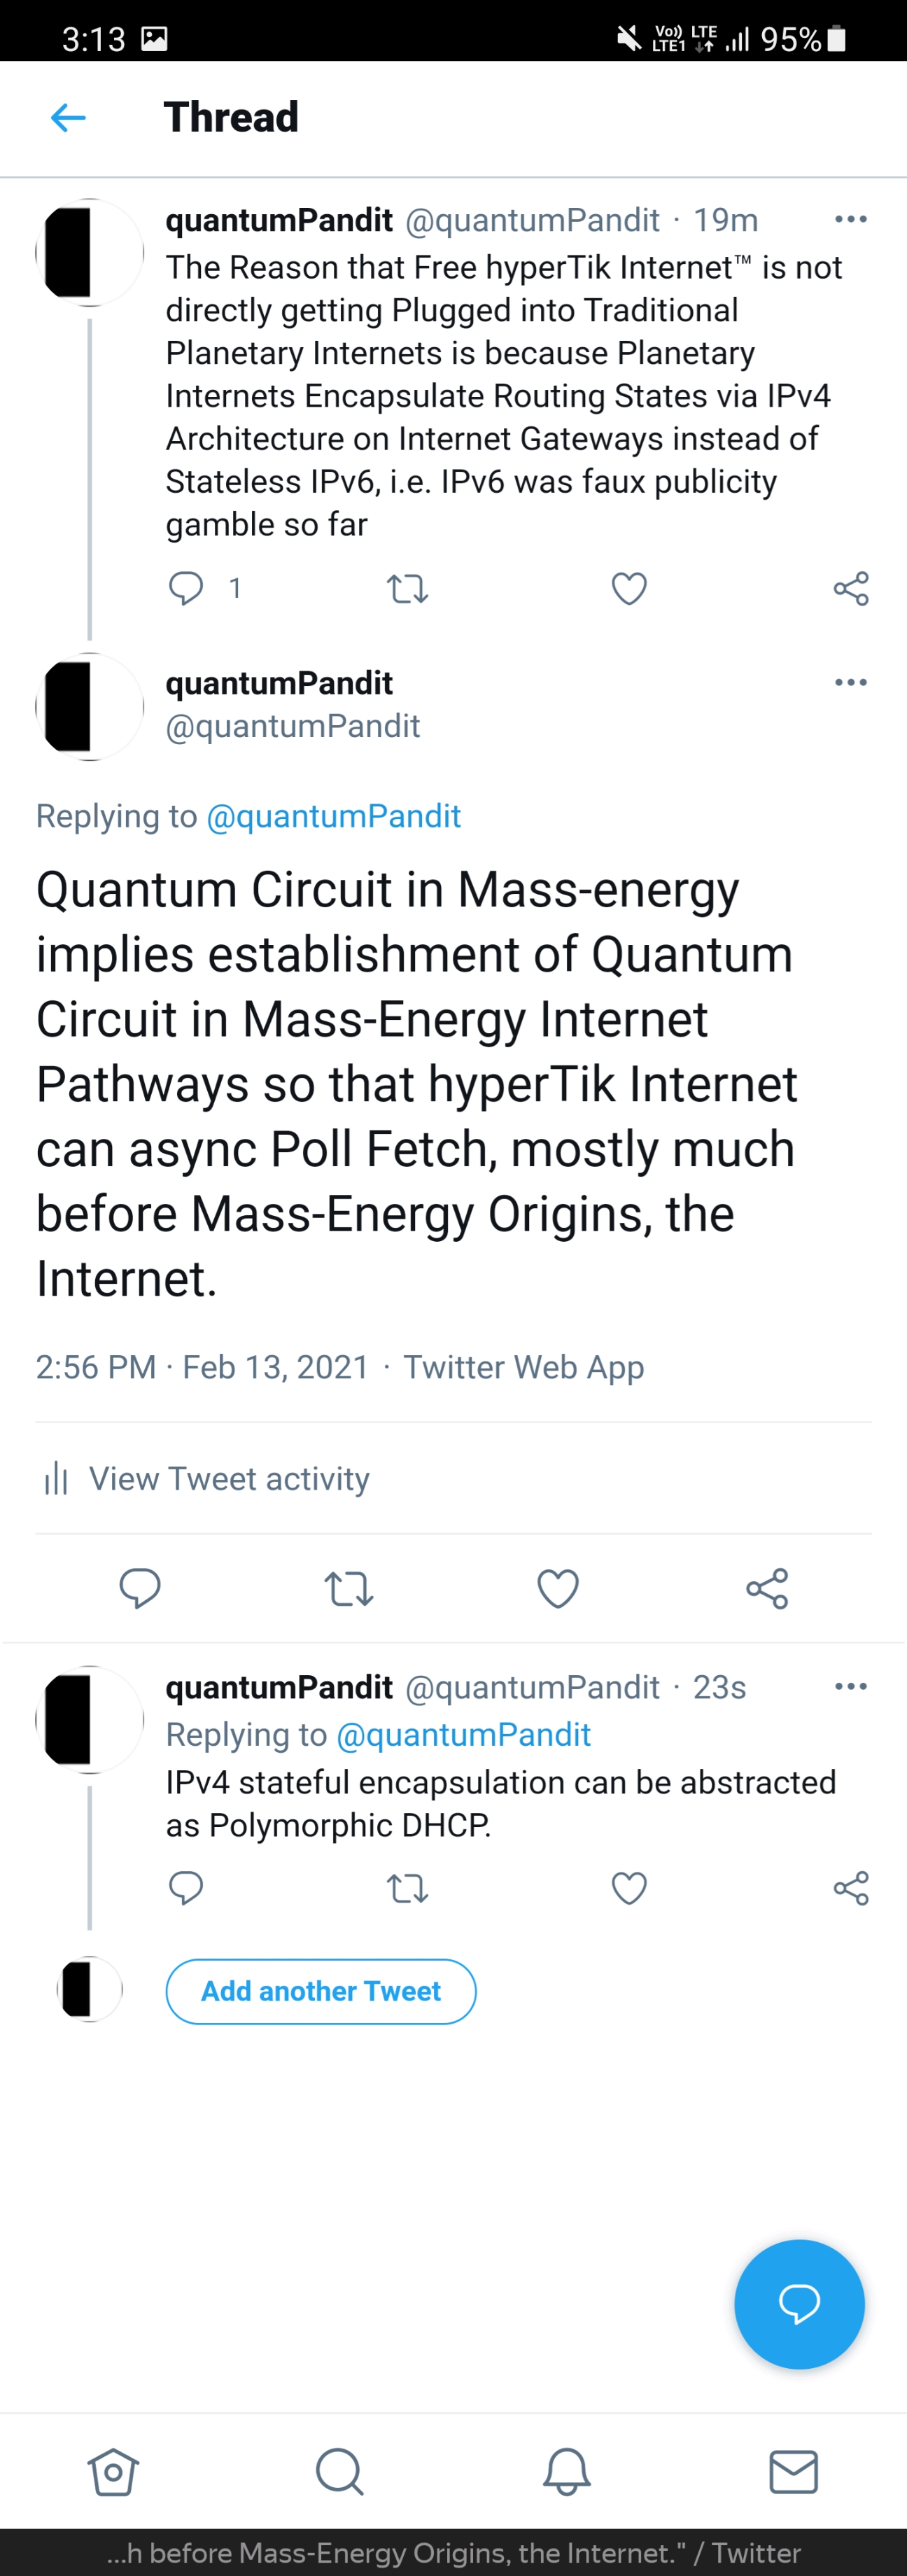 3:13
Vo)) LTE
LTE1
95%
Thread
quantumPandit @quantumPandit · 19m
The Reason that Free hyperTik Internet™ is not
directly getting Plugged into Traditional
Planetary Internets is because Planetary
Internets Encapsulate Routing States via IPv4
Architecture on Internet Gateways instead of
Stateless IPv6, i.e. IPv6 was faux publicity
gamble so far
1
quantumPandit
@quantumPandit
Replying to @quantumPandit
Quantum Circuit in Mass-energy
implies establishment of Quantum
Circuit in Mass-Energy Internet
Pathways so that hyperTik Internet
can async Poll Fetch, mostly much
before Mass-Energy Origins, the
Internet.
2:56 PM · Feb 13, 2021 · Twitter Web App
View Tweet activity
quantumPandit @quantumPandit · 23s
Replying to @quantumPandit
IPv4 stateful encapsulation can be abstracted
as Polymorphic DHCP.
Add another Tweet
...h before Mass-Energy Origins, the Internet." / Twitter